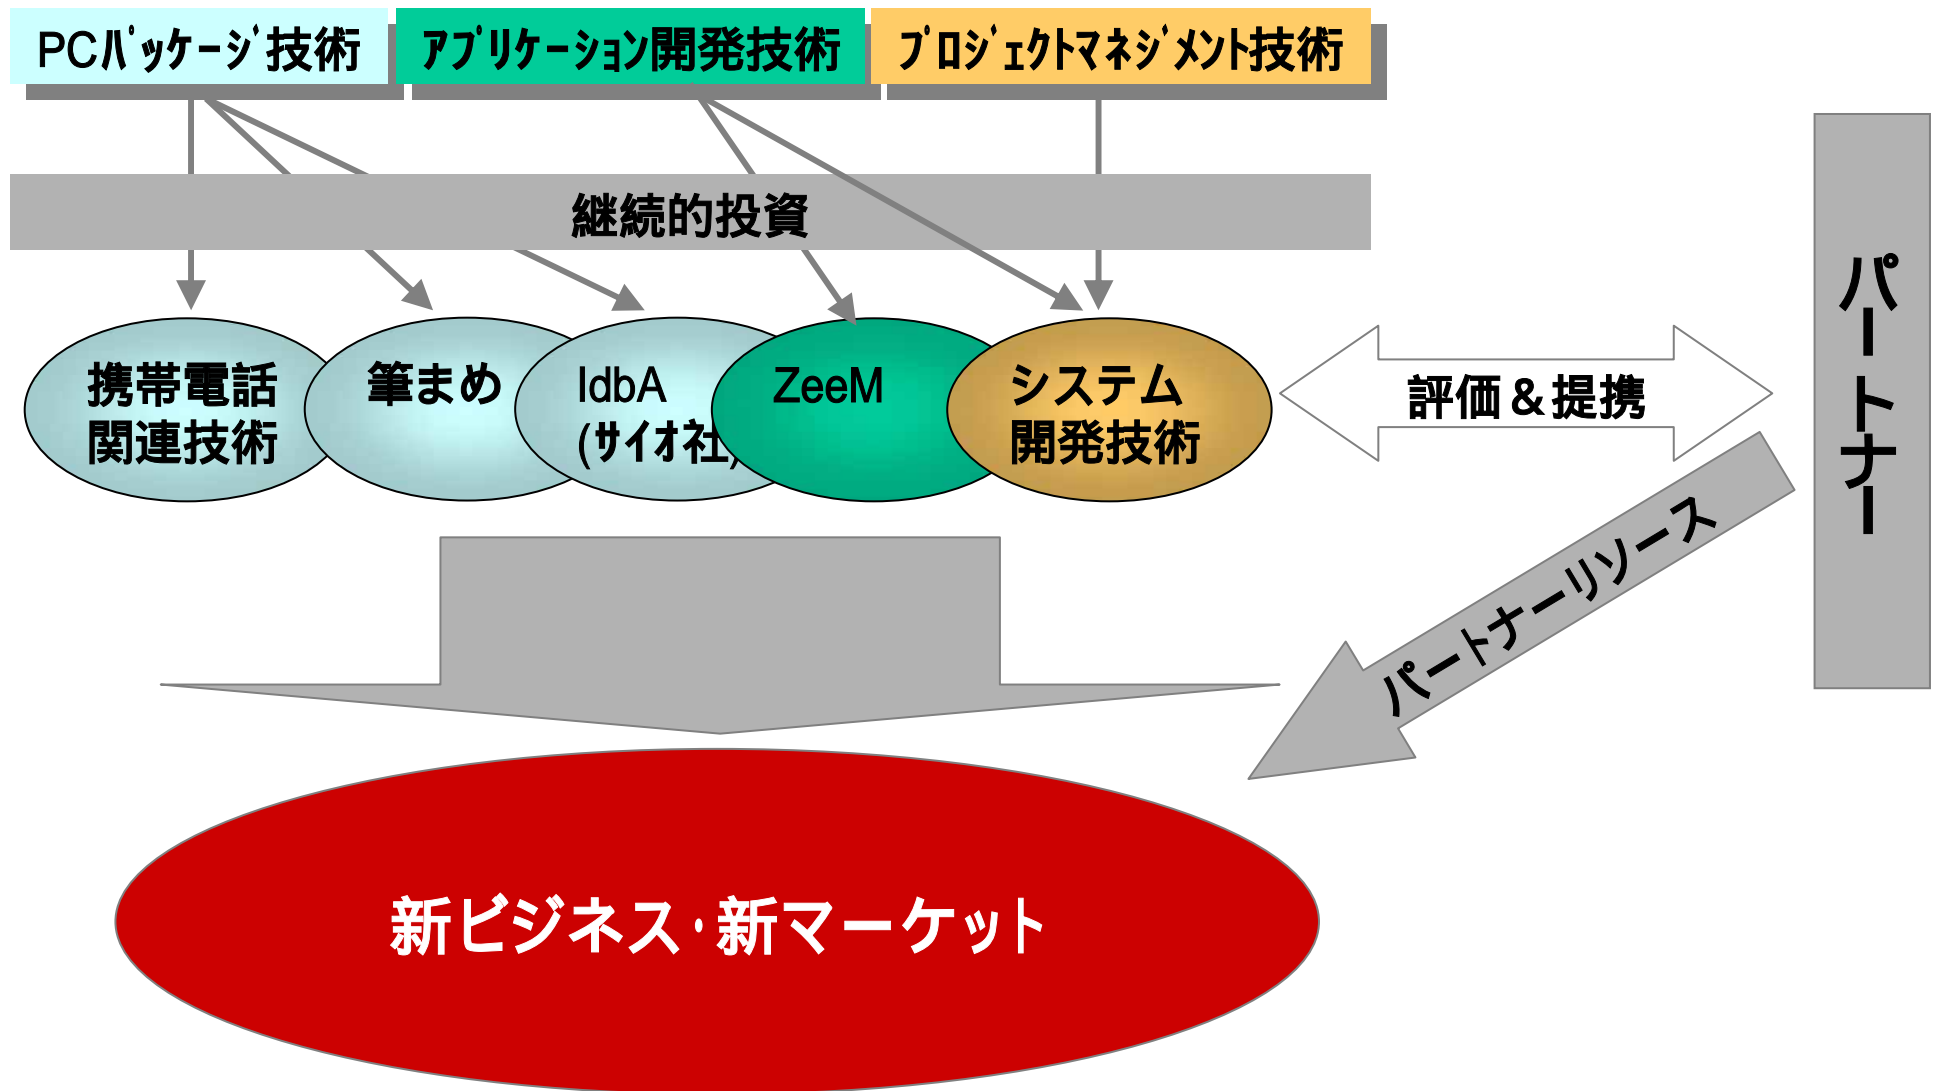 PCﾊﾟｯｹｰｼﾞ技術
ｱﾌﾟﾘｹｰｼｮﾝ開発技術
ﾌﾟﾛｼﾞｪｸﾄﾏﾈｼﾞﾒﾝﾄ技術
継続的投資
携帯電話
関連技術
筆まめ
IdbA
(ｻｲｵ社)
ZeeM
システム
開発技術
評価＆提携
パートナー
パートナーリソース
新ビジネス･新マーケット